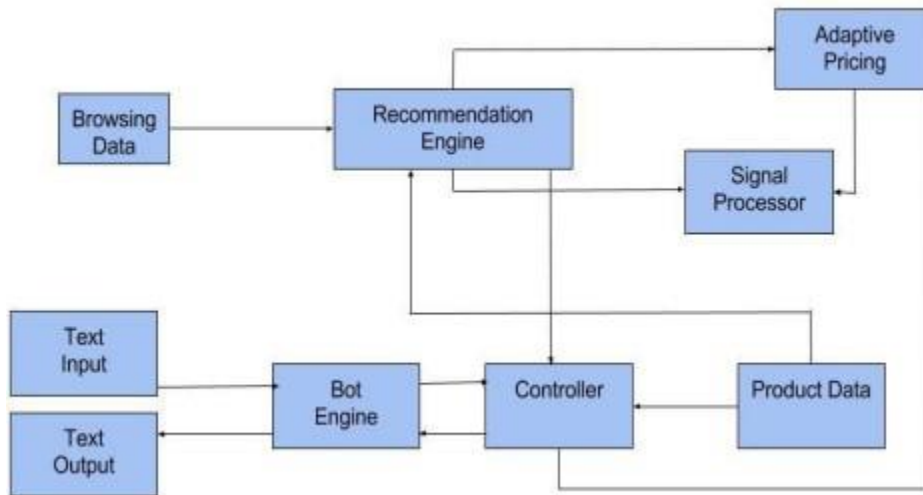 Adaptive
Pricing
Browsing
Data
Recommendation
Engine
Signal
Processor
Text
Input
Bot
Engine
Controller
Product Data
Text
Output